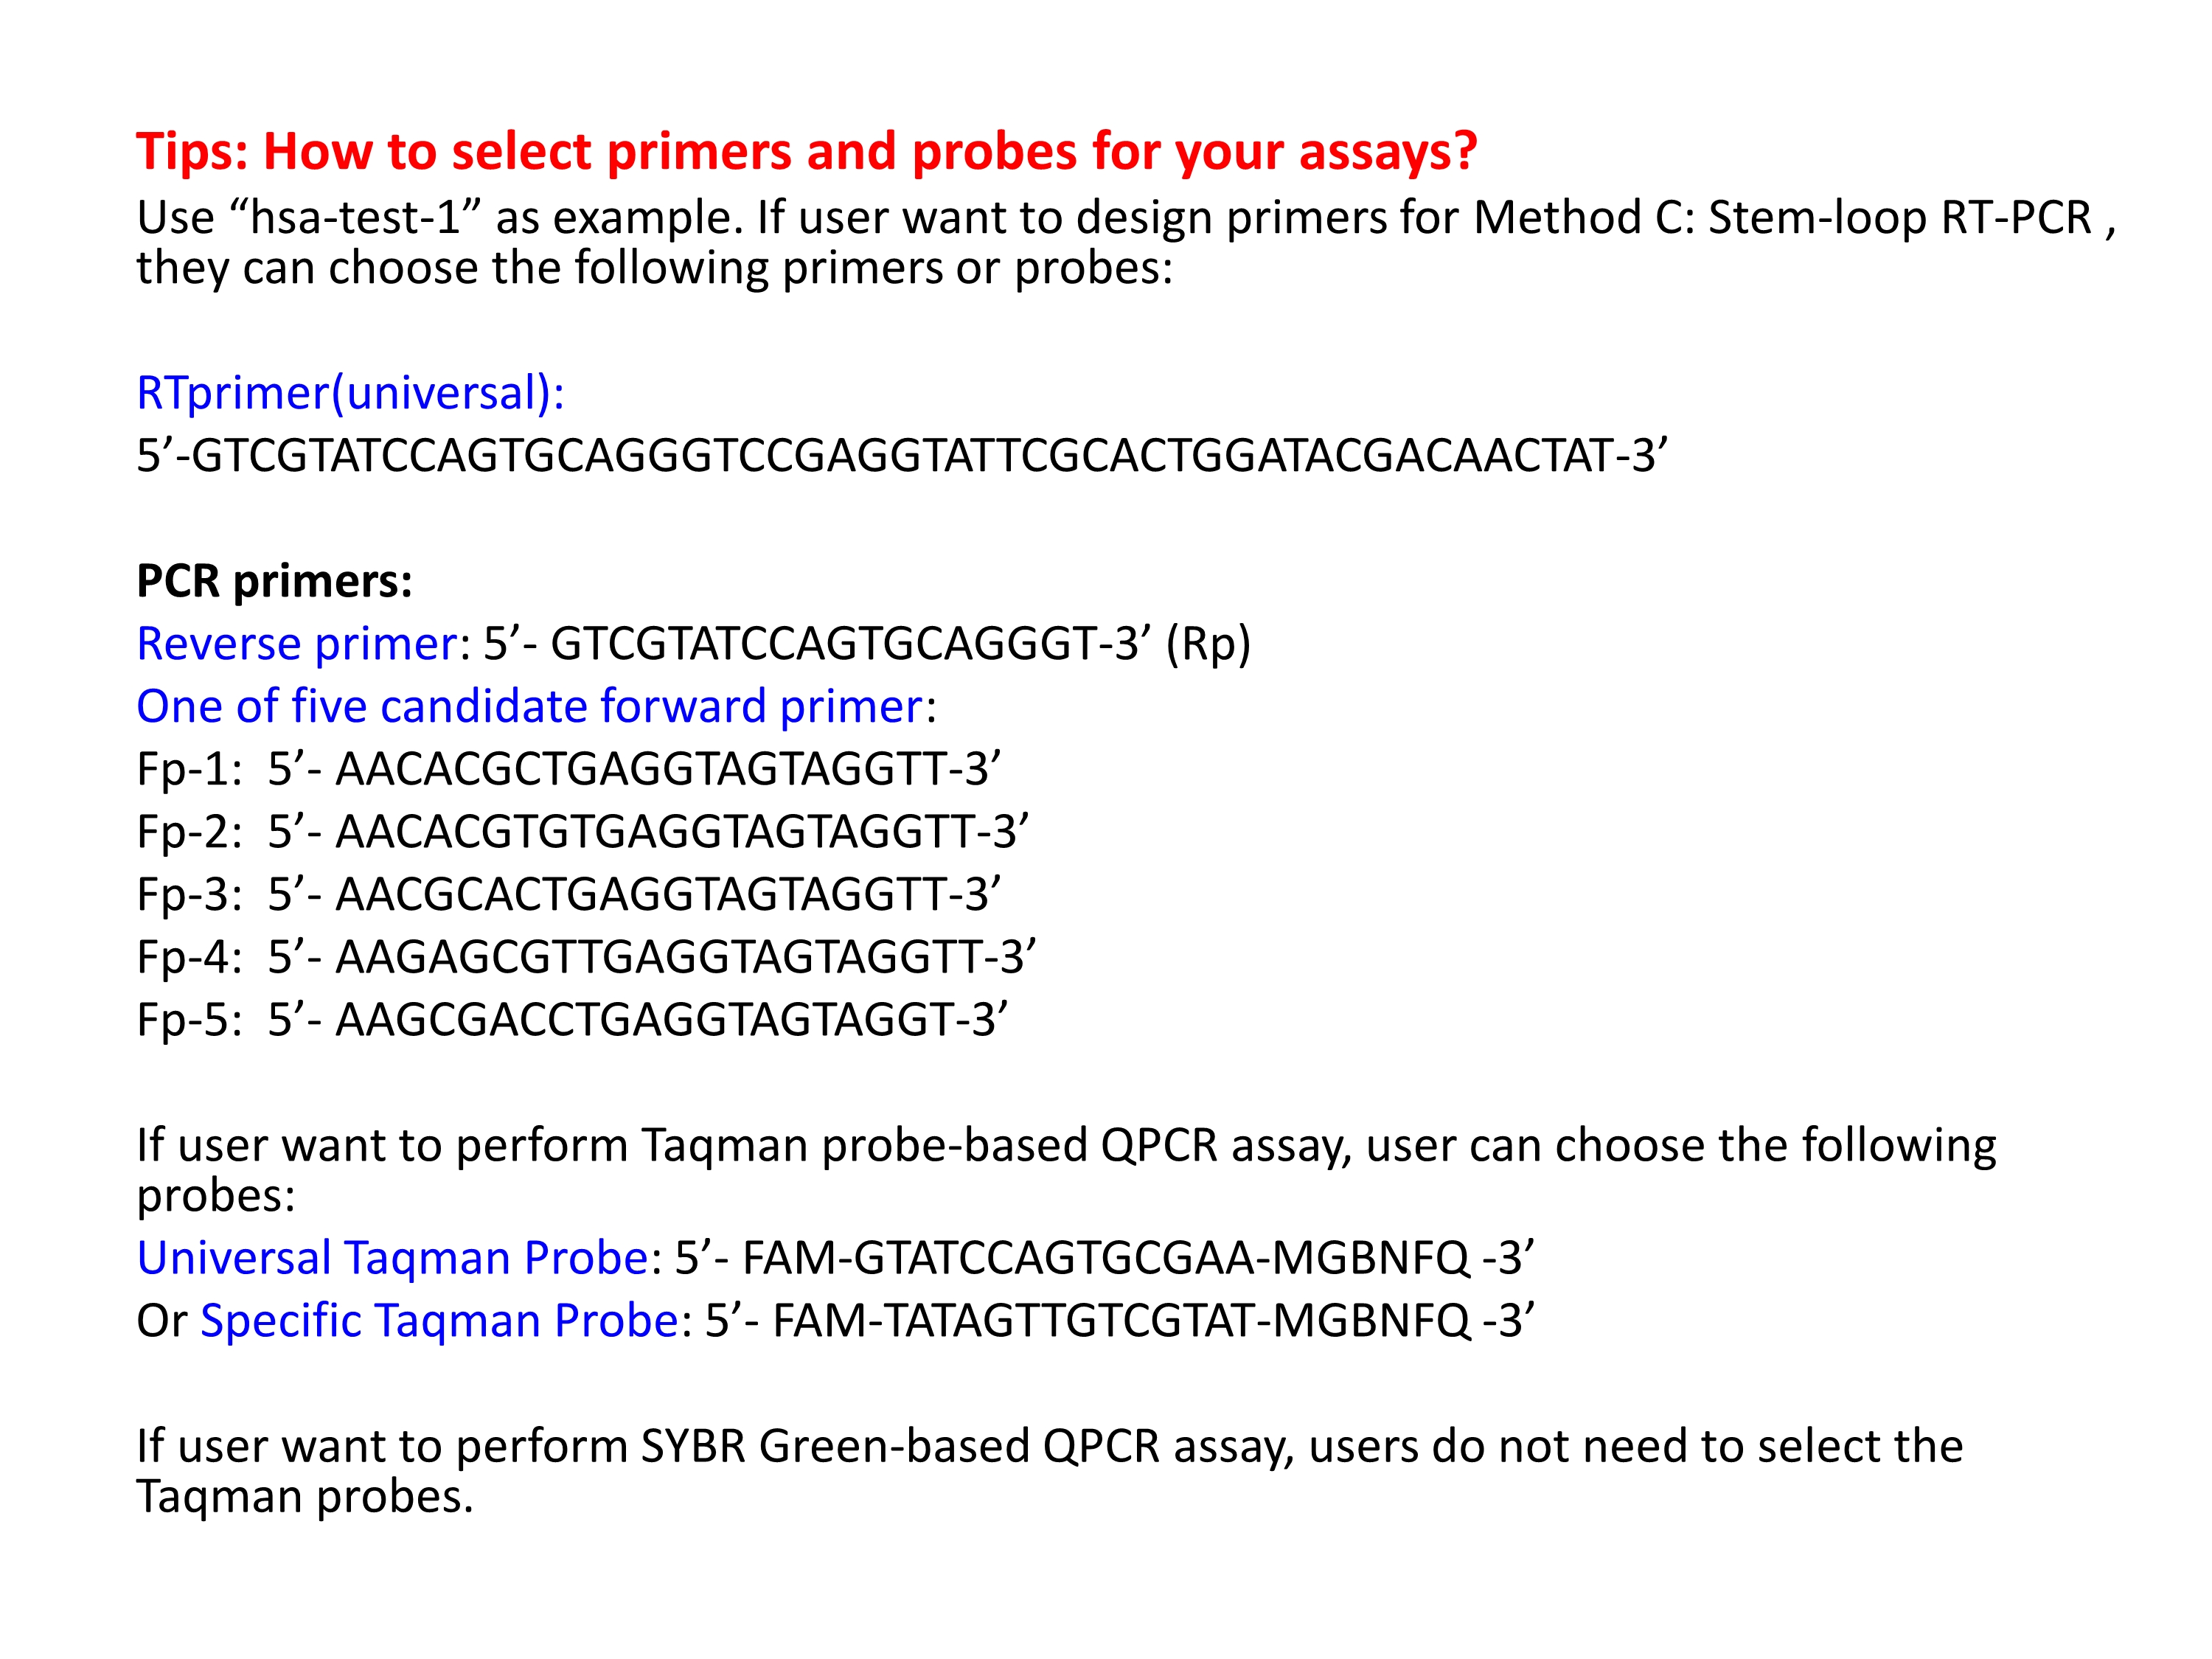 Tips: How to select primers and probes for your assays?
Use “hsa-test-1” as example. If user want to design primers for Method C: Stem-loop RT-PCR ,
they can choose the following primers or probes:
RTprimer(universal):
5’-GTCGTATCCAGTGCAGGGTCCGAGGTATTCGCACTGGATACGACAACTAT-3’
PCR primers:
Reverse primer: 5’- GTCGTATCCAGTGCAGGGT-3’ (Rp)
One of five candidate forward primer:
Fp-1:  5’- AACACGCTGAGGTAGTAGGTT-3’
Fp-2:  5’- AACACGTGTGAGGTAGTAGGTT-3’
Fp-3:  5’- AACGCACTGAGGTAGTAGGTT-3’
Fp-4:  5’- AAGAGCGTTGAGGTAGTAGGTT-3’
Fp-5:  5’- AAGCGACCTGAGGTAGTAGGT-3’
If user want to perform Taqman probe-based QPCR assay, user can choose the following
probes:
Universal Taqman Probe: 5’- FAM-GTATCCAGTGCGAA-MGBNFQ -3’
Or Specific Taqman Probe: 5’- FAM-TATAGTTGTCGTAT-MGBNFQ -3’
If user want to perform SYBR Green-based QPCR assay, users do not need to select the
Taqman probes.